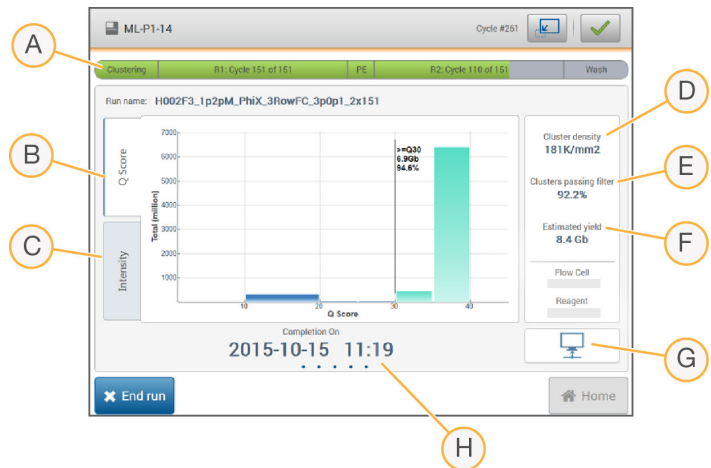 ML-P1-14
Cycle #261
A
Clustering
R1: Cycle 151 of 151
PE
R2: Cycle 110 of 151
Wash
Run name: H002F3_1p2pM_PhiX_3RowFC_3p0p1_2x151
B
Q Score
C
Intensity
Total (million)
7000
6000
5000
4000
3000
2000
1000
10
20
30
40
Q Score
>=Q30
6.9Gb
94.6%
Cluster density
181K/mm2
D
Clusters passing filter
92.2%
E
Estimated yield
8.4 Gb
F
Flow Cell
Reagent
G
Completion On
2015-10-15 11:19
H
End run
Home